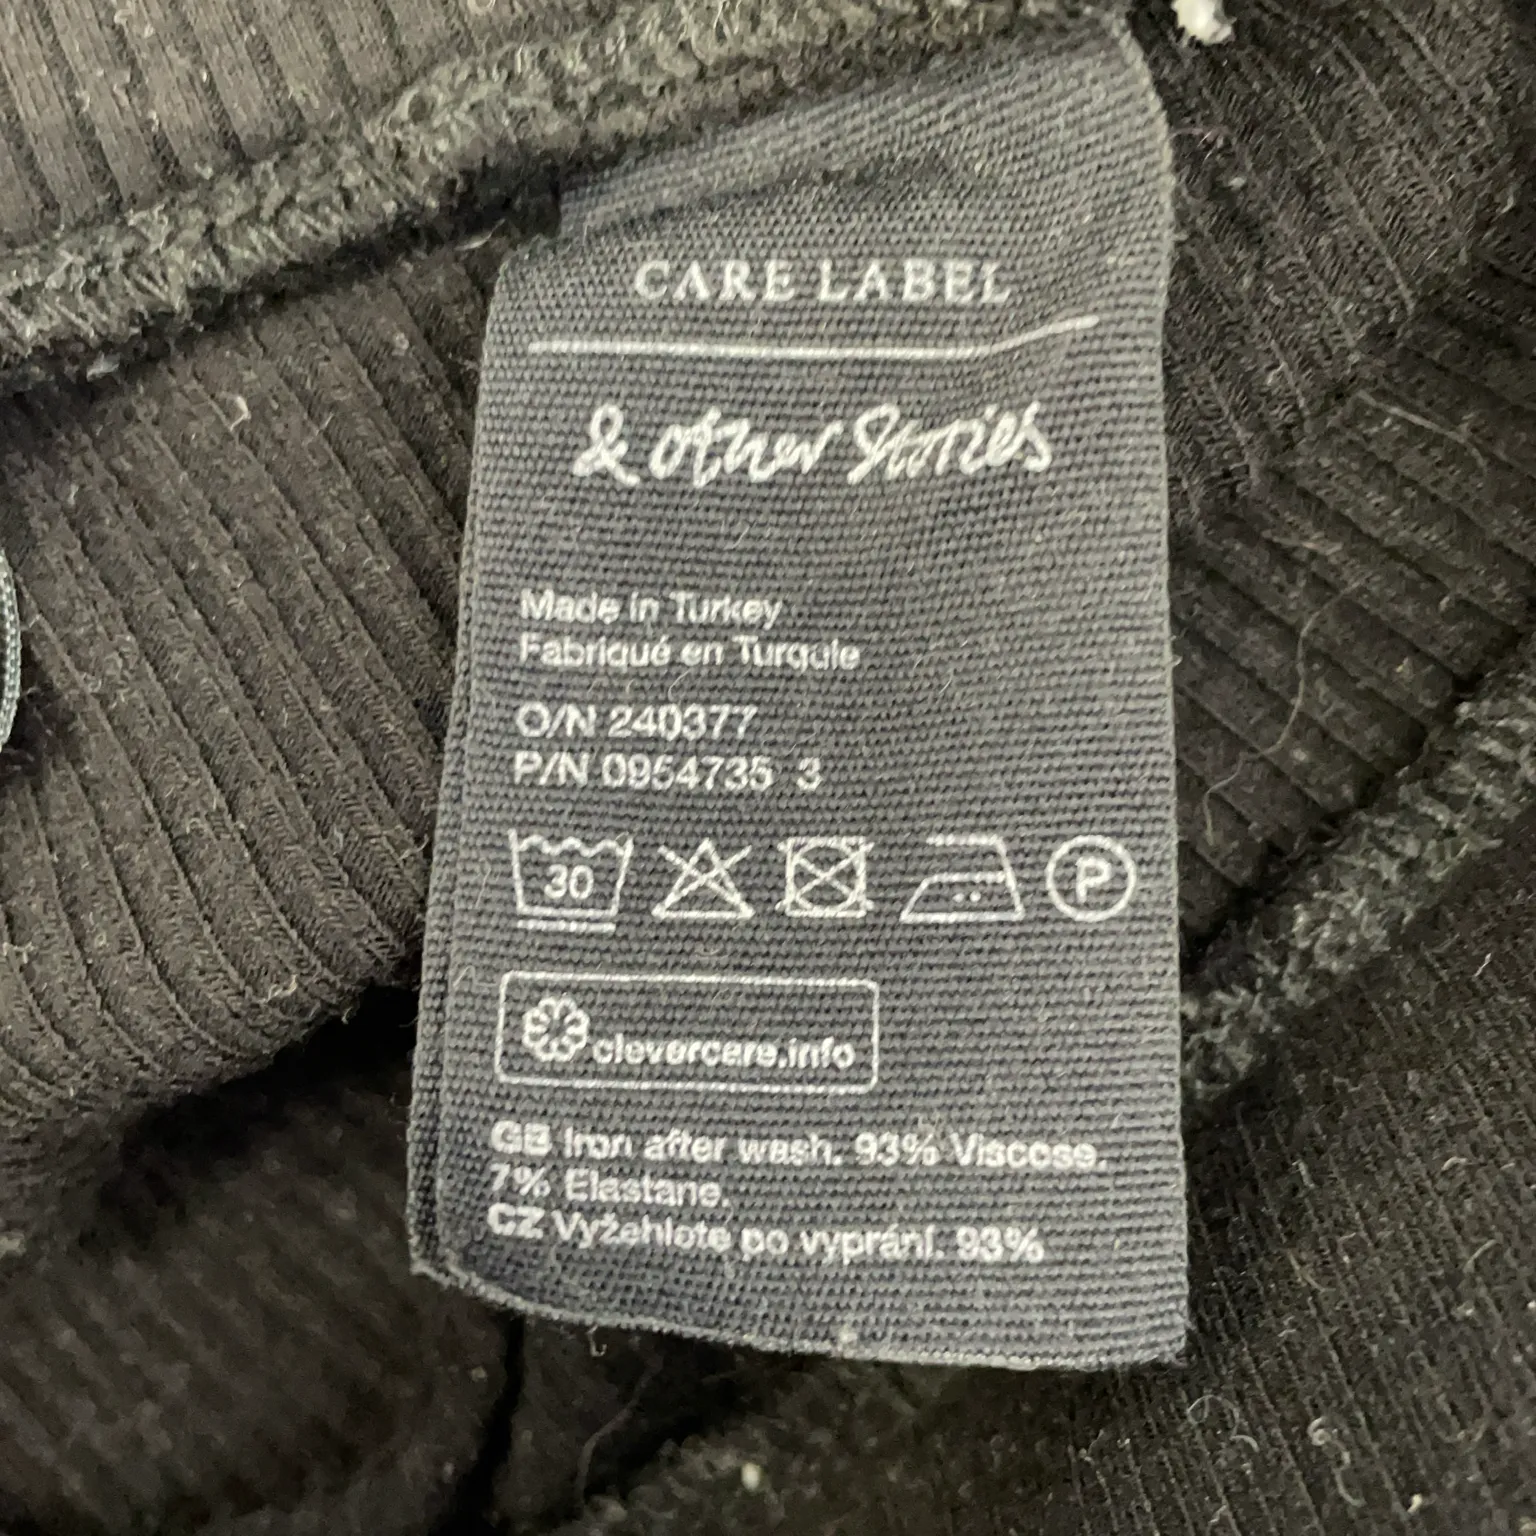 CARE LABEL
& other Stories
Made in Turkey
Fabriqué en Turquie
O/N 240377
P/N 0954735 3
30
P
clevercare.info
GB Iron after wash. 93% Viscose.
7% Elastane.
CZ Vyžehlete po vyprání. 93%